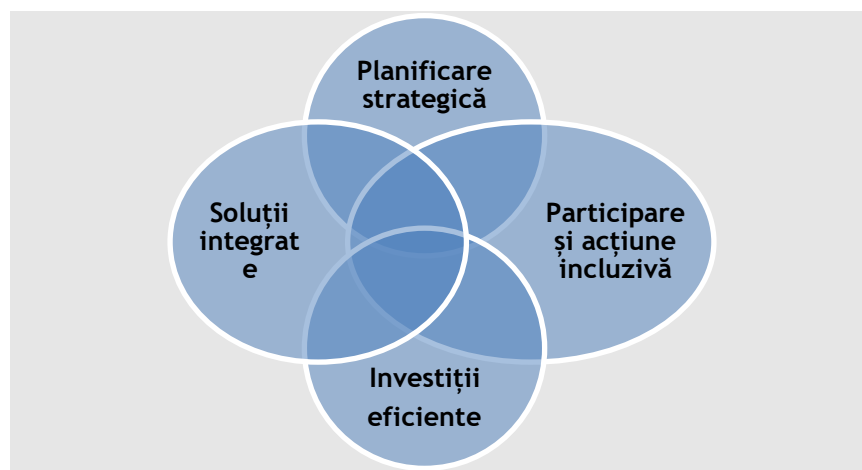 Planificare
strategică
Soluții
integrat
e
Participare
și acțiune
incluzivă
Investiții
eficiente